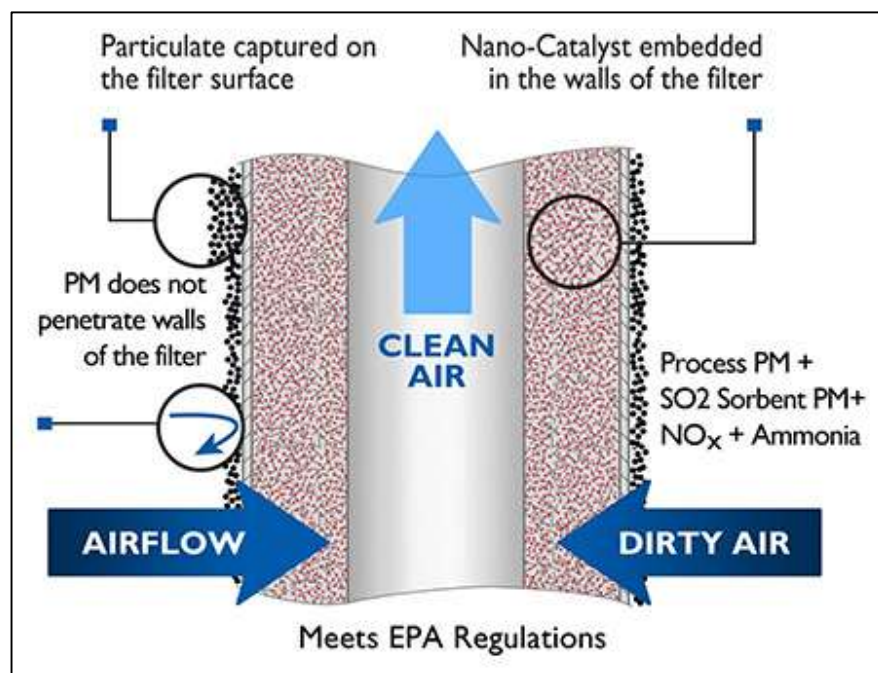 Particulate captured on
the filter surface
Nano-Catalyst embedded
in the walls of the filter
PM does not
penetrate walls
of the filter
CLEAN
AIR
Process PM +
SO2 Sorbent PM+
NOx + Ammonia
AIRFLOW
DIRTY AIR
Meets EPA Regulations